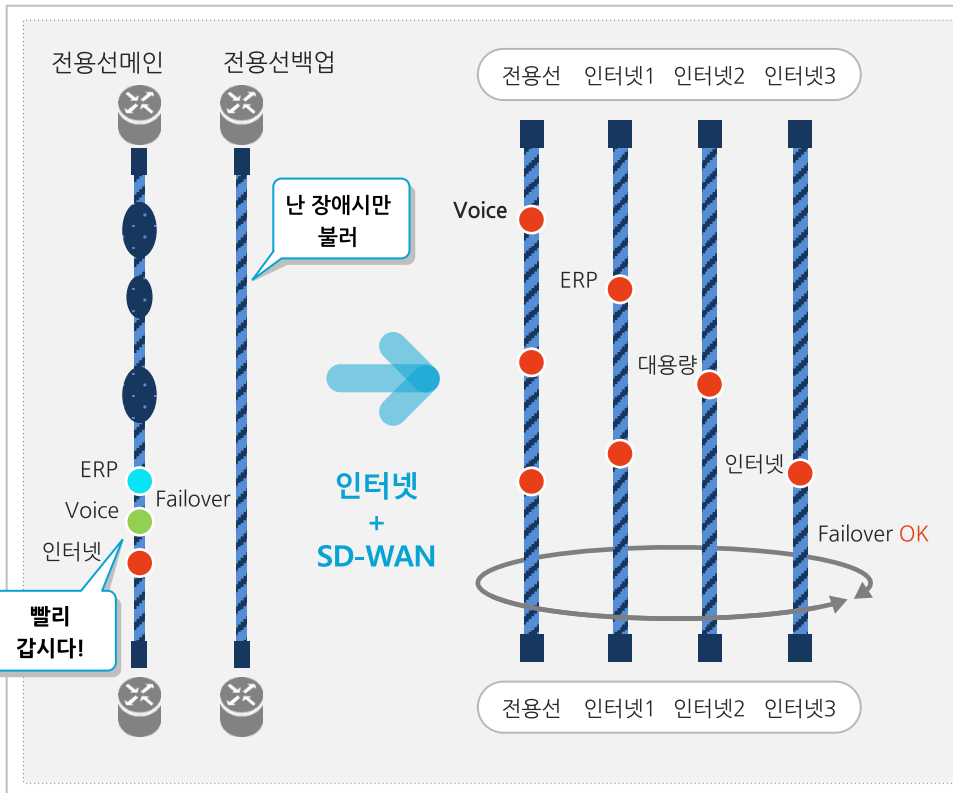 전용선메인
전용선백업
난 장애시만
불러
ERP
Voice
Failover
인터넷
빨리
갑시다!
인터넷
+
SD-WAN
전용선 인터넷1 인터넷2 인터넷3
Voice
ERP
대용량
인터넷
Failover OK
전용선 인터넷1 인터넷2 인터넷3